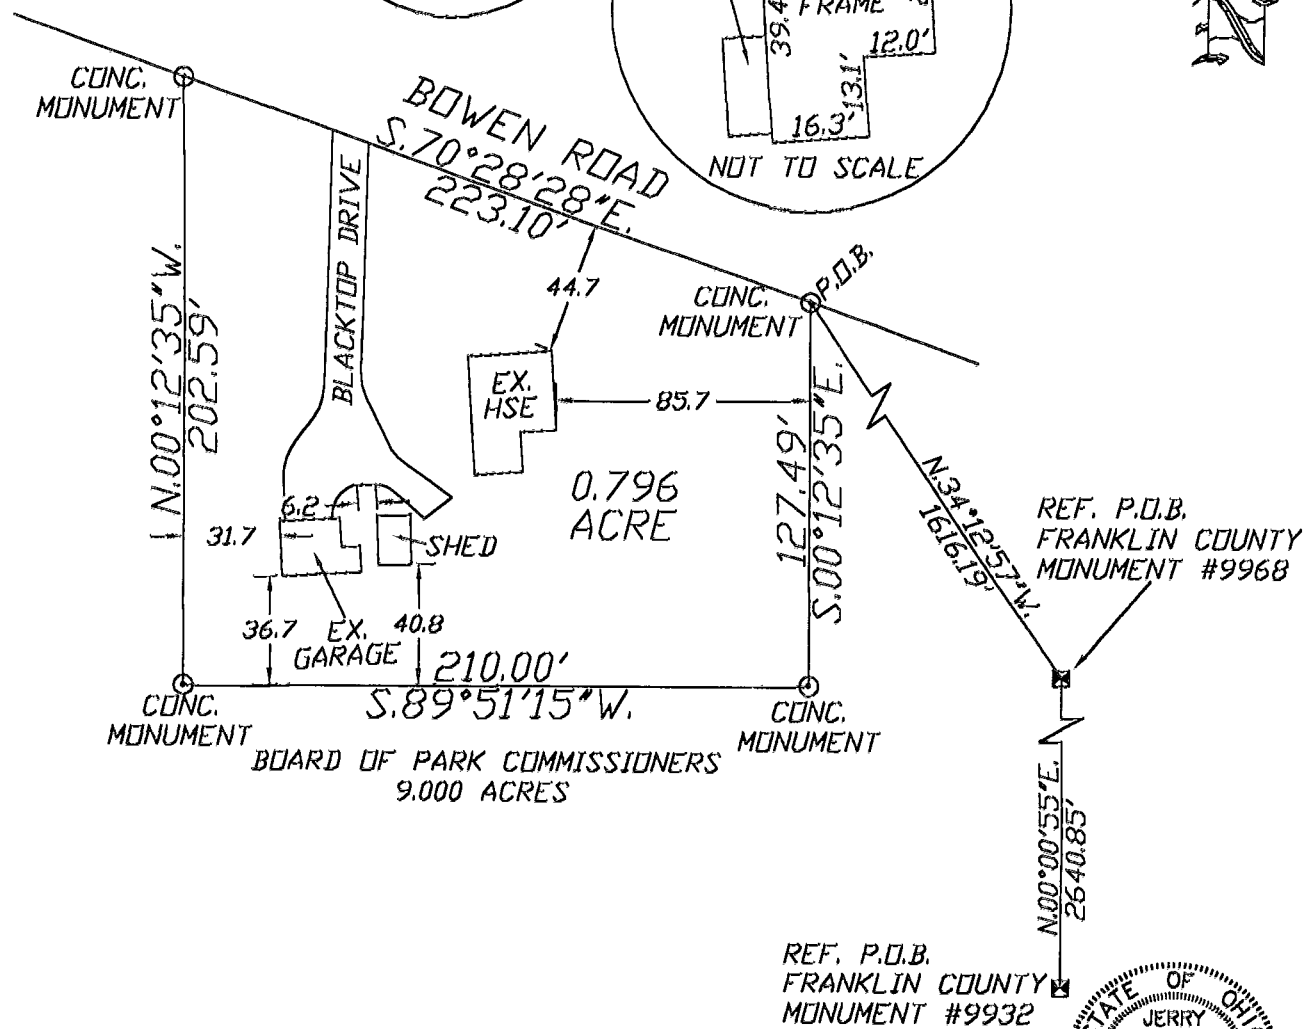 FRAME
39.4
12.0'
13.1'
16.3'
NOT TO SCALE
CONC.
MONUMENT
BOWEN ROAD
S.70°28'28"E.
223.10'
BLACKTOP DRIVE
N.00°12'35"W.
202.59'
44.7
P.O.B.
CONC.
MONUMENT
EX.
HSE
85.7
127.49'
S.00°12'35"E.
0.796
ACRE
6.2
31.7
SHED
36.7
EX.
GARAGE
40.8
210.00'
S.89°51'15"W.
CONC.
MONUMENT
CONC.
MONUMENT
BOARD OF PARK COMMISSIONERS
9.000 ACRES
N.34°12'57"W.
1616.19'
REF. P.O.B.
FRANKLIN COUNTY
MONUMENT #9968
N.00°00'55"E.
2640.85'
REF. P.O.B.
FRANKLIN COUNTY
MONUMENT #9932
STATE OF OHI
JERRY